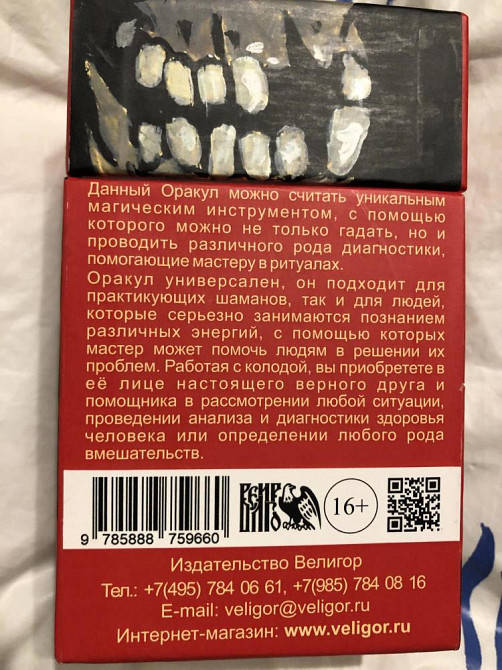 Данный Оракул можно считать уникальным
магическим инструментом, с помощью
которого можно не только гадать, но и
проводить различного рода диагностики,
помогающие мастеру в ритуалах.
Оракул универсален, он подходит для
практикующих шаманов, так и для людей,
которые серьезно занимаются познанием
различных энергий, с помощью которых
мастер может помочь людям в решении их
проблем. Работая с колодой, вы приобретете в
её лице настоящего верного друга и
помощника в рассмотрении любой ситуации,
проведении анализа и диагностики здоровья
человека или определении любого рода
вмешательств.
9 785888 759660
16+
Издательство Велигор
Тел.: +7(495) 784 06 61, +7(985) 784 08 16
E-mail: veligor@veligor.ru
Интернет-магазин: www.veligor.ru